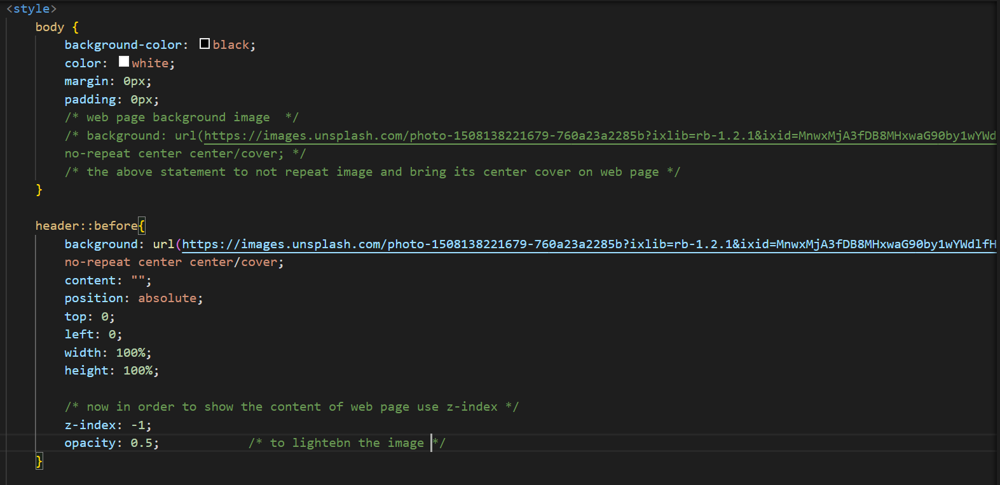 <style>
body {
background-color: black;
color: white;
margin: 0px;
padding: 0px;
/* web page background image  */
/* background: url(https://images.unsplash.com/photo-1508138221679-760a23a2285b?ixlib=rb-1.2.1&ixid=MnwxMjA3fDB8MHxwaG90by1wYWd
no-repeat center center/cover; */
/* the above statement to not repeat image and bring its center cover on web page */
}
header::before{
background: url(https://images.unsplash.com/photo-1508138221679-760a23a2285b?ixlib=rb-1.2.1&ixid=MnwxMjA3fDB8MHxwaG90by1wYWdlfH
no-repeat center center/cover;
content: "";
position: absolute;
top: 0;
left: 0;
width: 100%;
height: 100%;
/* now in order to show the content of web page use z-index */
z-index: -1;
opacity: 0.5; /* to lightebn the image */
}